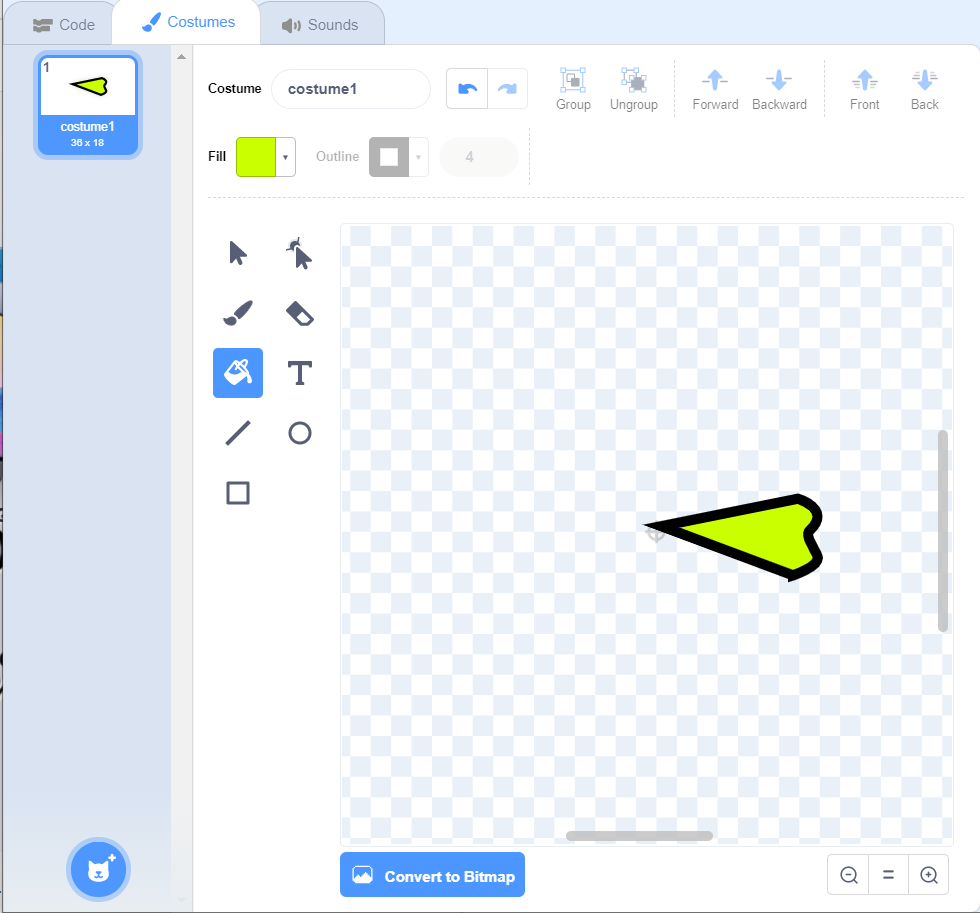 Code
Costumes
Sounds
1
costume1
36 x 18
Costume
costume1
Group
Ungroup
Forward
Backward
Front
Back
Fill
Outline
4
T
Convert to Bitmap